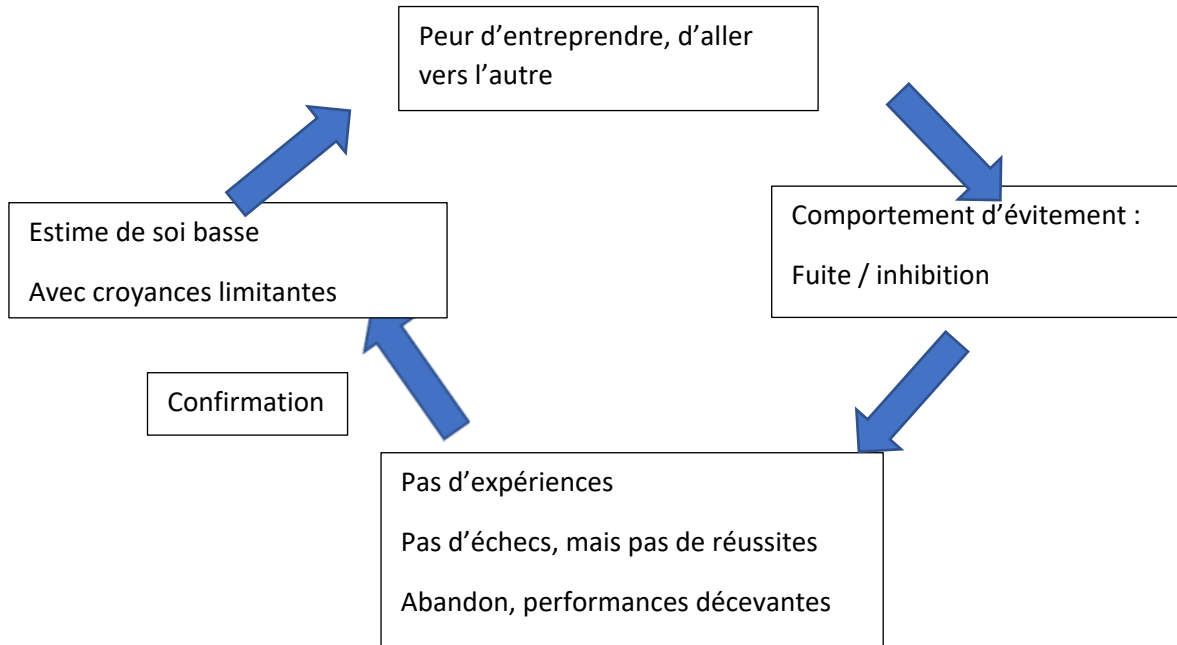 Peur d’entreprendre, d’aller
vers l’autre
Comportement d’évitement :
Fuite / inhibition
Pas d’expériences
Pas d’échecs, mais pas de réussites
Abandon, performances décevantes
Confirmation
Estime de soi basse
Avec croyances limitantes